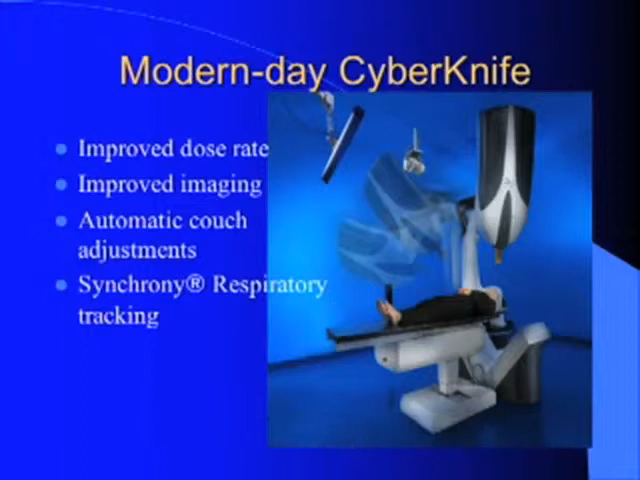 Modern-day CyberKnife
Improved dose rate
Improved imaging
Automatic couch
adjustments
Synchrony® Respiratory
tracking